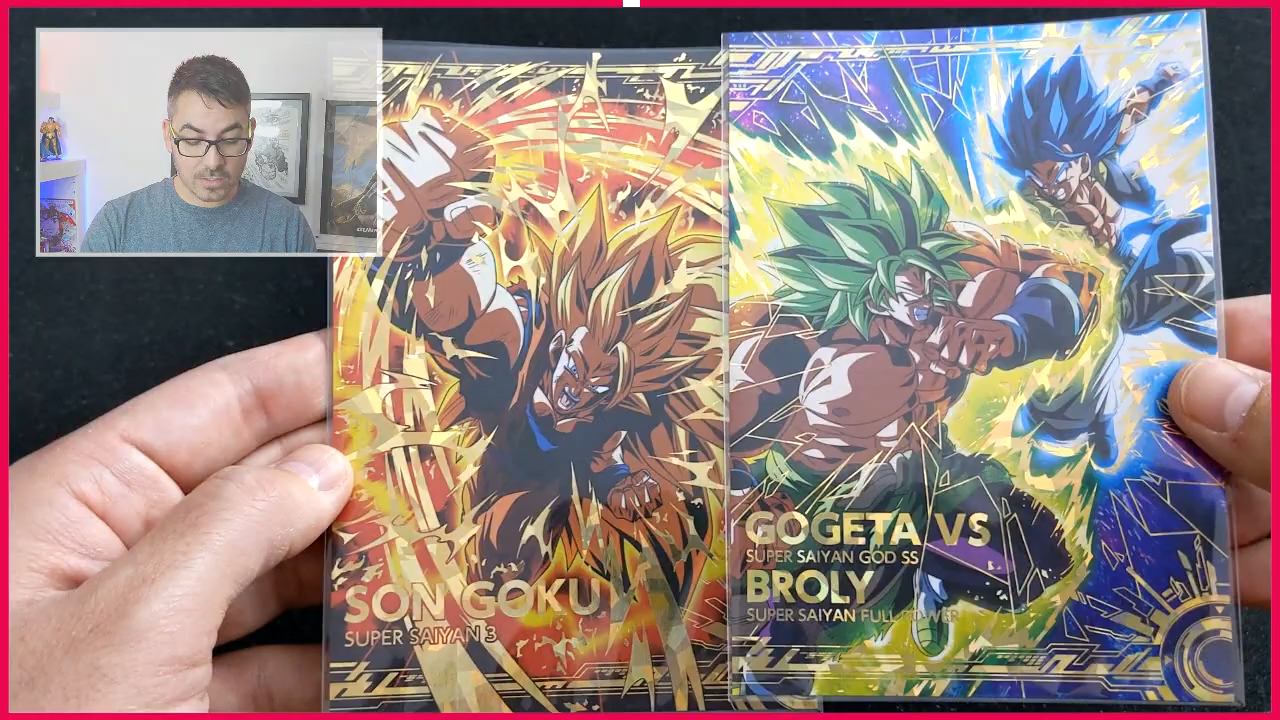 SON GOKU
SUPER SAIYAN 3
GOGETA VS
SUPER SAIYAN GOD SS
BROLY
SUPER SAIYAN FULL POWER